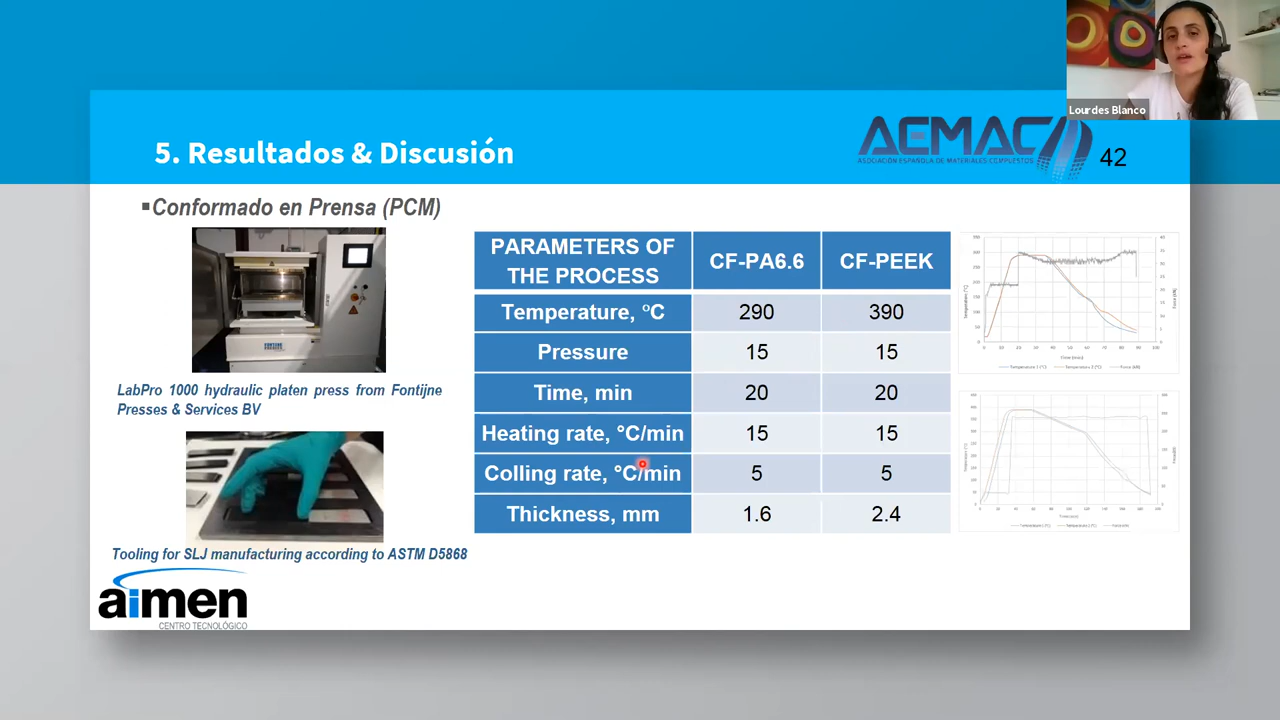 Lourdes Blanco
5. Resultados & Discusión
AEMAC
ASOCIACIÓN ESPAÑOLA DE MATERIALES COMPUESTOS
42
▪Conformado en Prensa (PCM)
LabPro 1000 hydraulic platen press from Fontijne
Presses & Services BV
Tooling for SLJ manufacturing according to ASTM D5868
PARAMETERS OF
THE PROCESS
CF-PA6.6
CF-PEEK
Temperature, ºC
290
390
Pressure
15
15
Time, min
20
20
Heating rate, °C/min
15
15
Colling rate, °C/min
5
5
Thickness, mm
1.6
2.4
aimen
CENTRO TECNOLÓGICO